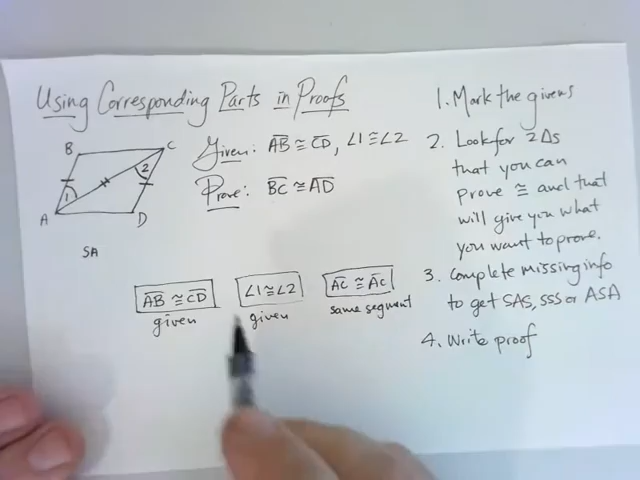 Using Corresponding Parts in Proofs
Given: AB ≅ CD, ∠1 ≅ ∠2
Prove: BC ≅ AD
B
C
2
1
A
D
SA
AB ≅ CD
given
∠1 ≅ ∠2
given
AC ≅ AC
same segment
1. Mark the givens
2. Look for 2 Δs
that you can
prove ≅ and that
will give you what
you want to prove.
3. Complete missing info
to get SAS, SSS or ASA
4. Write proof